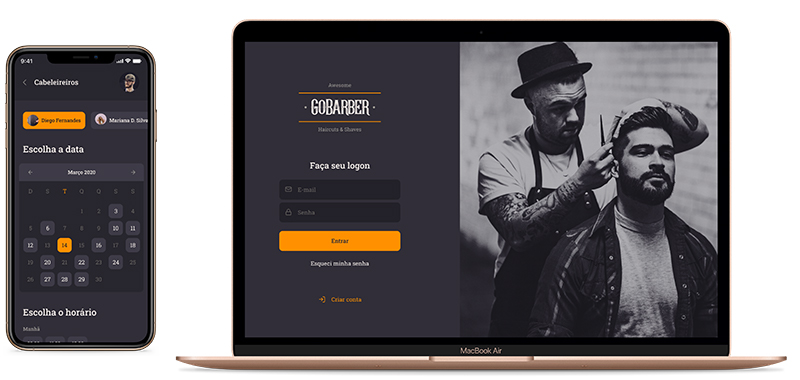 9:41
Cabeleireiros
Diego Fernandes
Mariana D. Silva
Escolha a data
Março 2020
D S T Q Q S S
1 2 3 4
5 6 7 8 9 10 11
12 13 14 15 16 17 18
19 20 21 22 23 24 25
26 27 28 29 30
Escolha o horário
Manhã
Awesome
GOBARBER
Haircuts & Shaves
Faça seu logon
E-mail
Senha
Entrar
Esqueci minha senha
Criar conta
MacBook Air